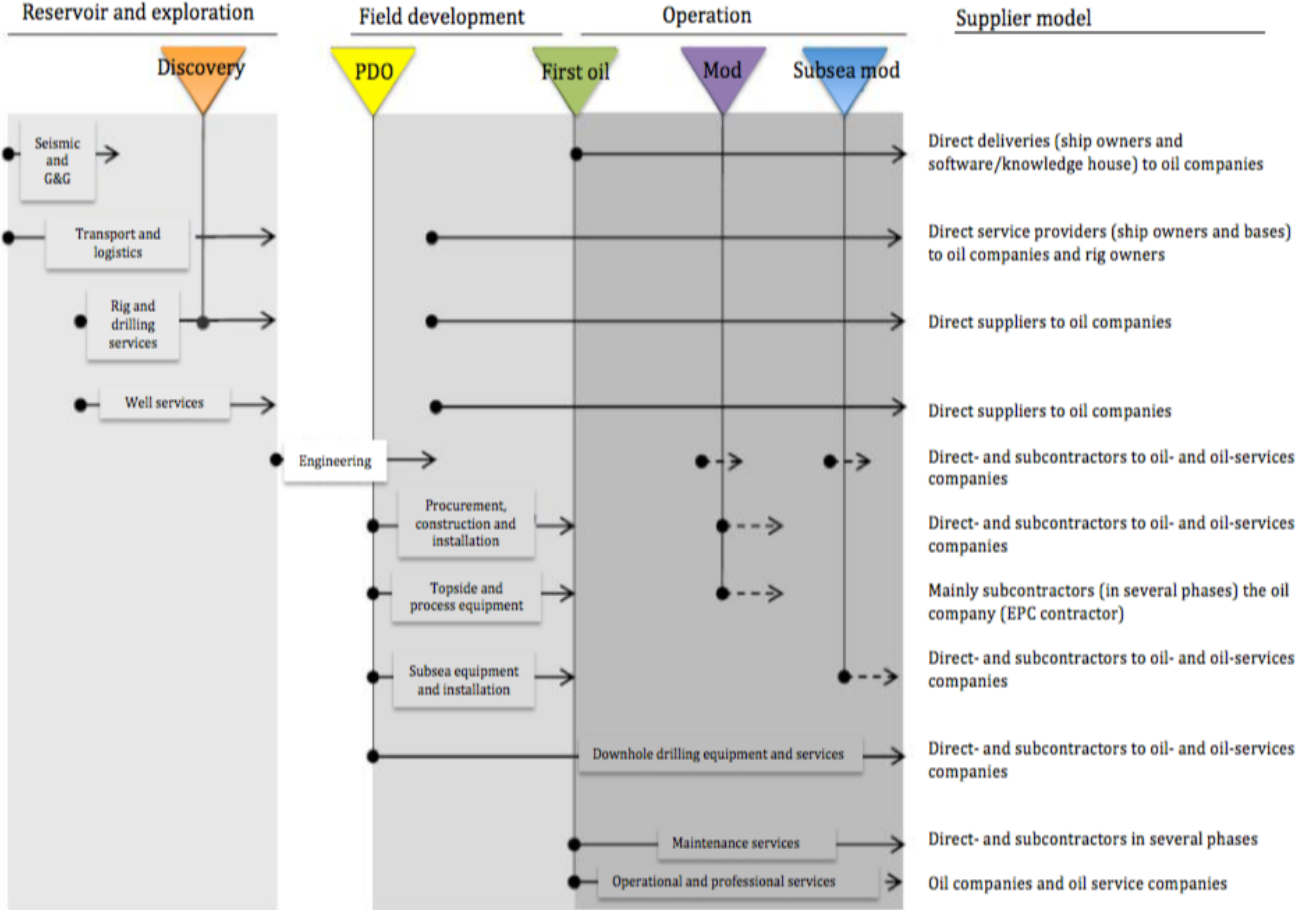 Reservoir and exploration
Field development
Operation
Supplier model
Discovery
PDO
First oil
Mod
Subsea mod
Seismic
and
G&G
Direct deliveries (ship owners and
software/knowledge house) to oil companies
Transport and
logistics
Direct service providers (ship owners and bases)
to oil companies and rig owners
Rig and
drilling
services
Direct suppliers to oil companies
Well services
Direct suppliers to oil companies
Engineering
Direct- and subcontractors to oil- and oil-services
companies
Procurement,
construction and
installation
Direct- and subcontractors to oil- and oil-services
companies
Topside and
process equipment
Mainly subcontractors (in several phases) the oil
company (EPC contractor)
Subsea equipment
and installation
Direct- and subcontractors to oil- and oil-services
companies
Downhole drilling equipment and services
Direct- and subcontractors to oil- and oil-services
companies
Maintenance services
Direct- and subcontractors in several phases
Operational and professional services
Oil companies and oil service companies